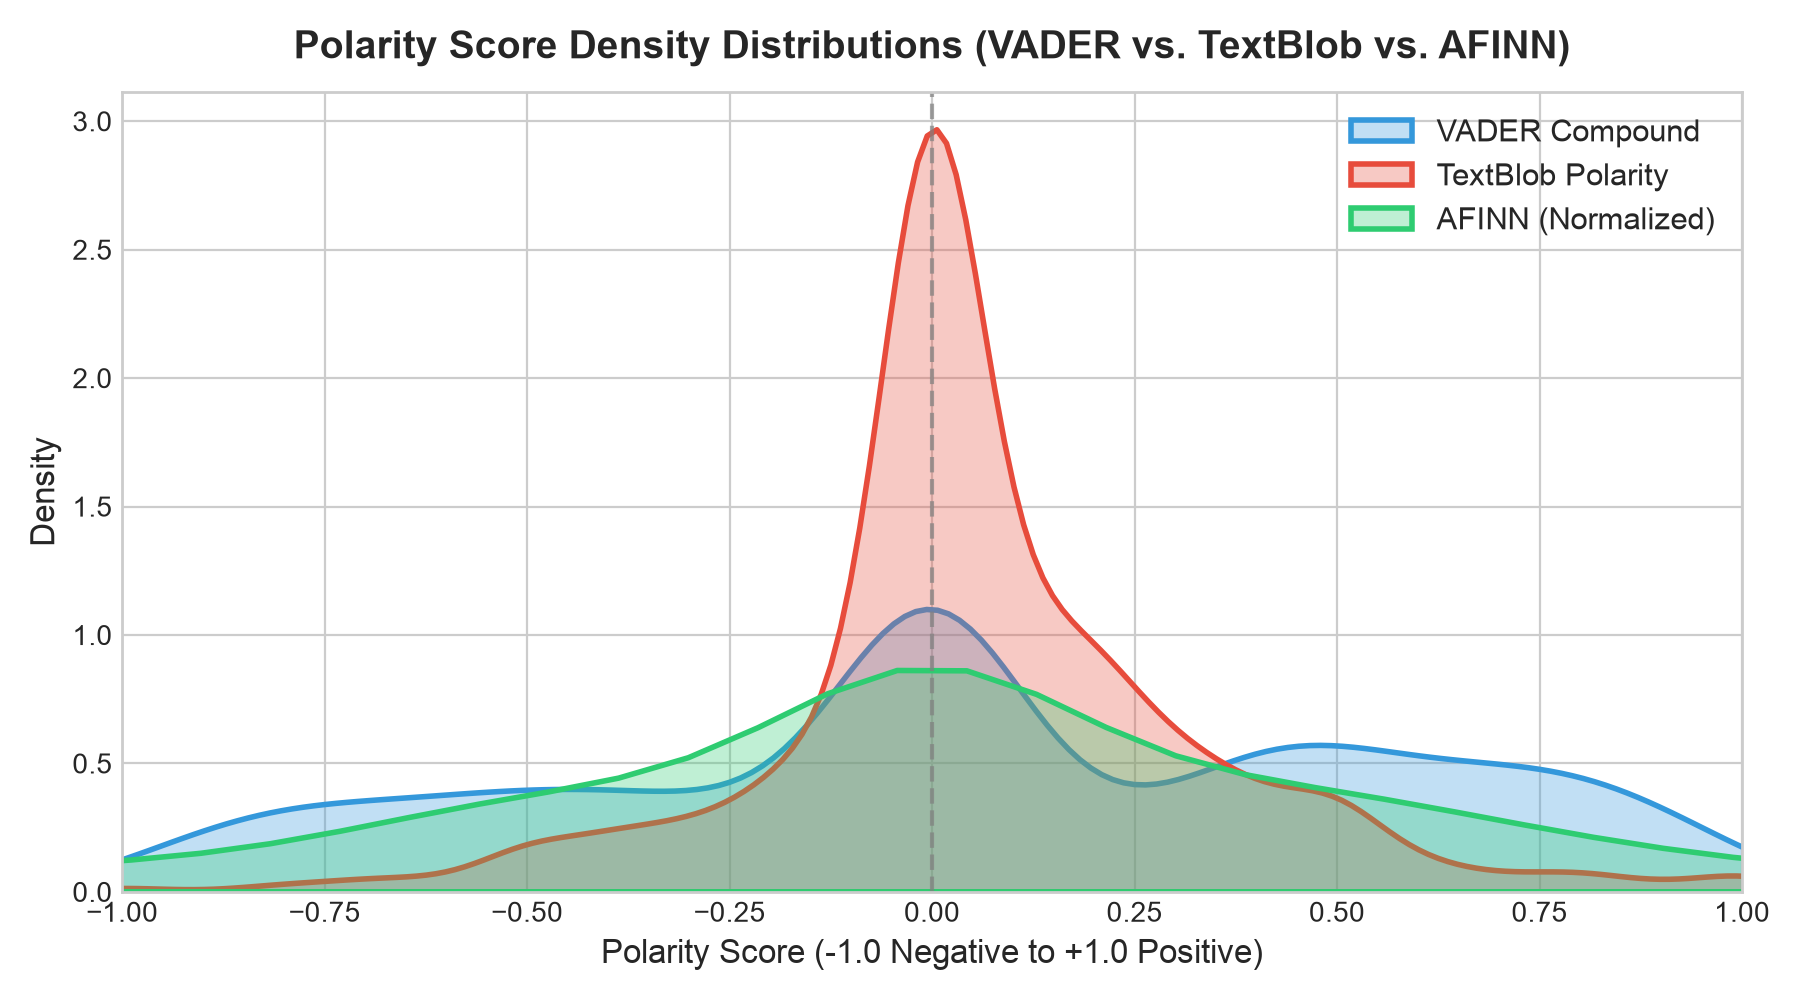 Polarity Score Density Distributions (VADER vs. TextBlob vs. AFINN)
VADER Compound
TextBlob Polarity
AFINN (Normalized)
Density
3.0
2.5
2.0
1.5
1.0
0.5
0.0
−1.00 −0.75 −0.50 −0.25 0.00 0.25 0.50 0.75 1.00
Polarity Score (-1.0 Negative to +1.0 Positive)